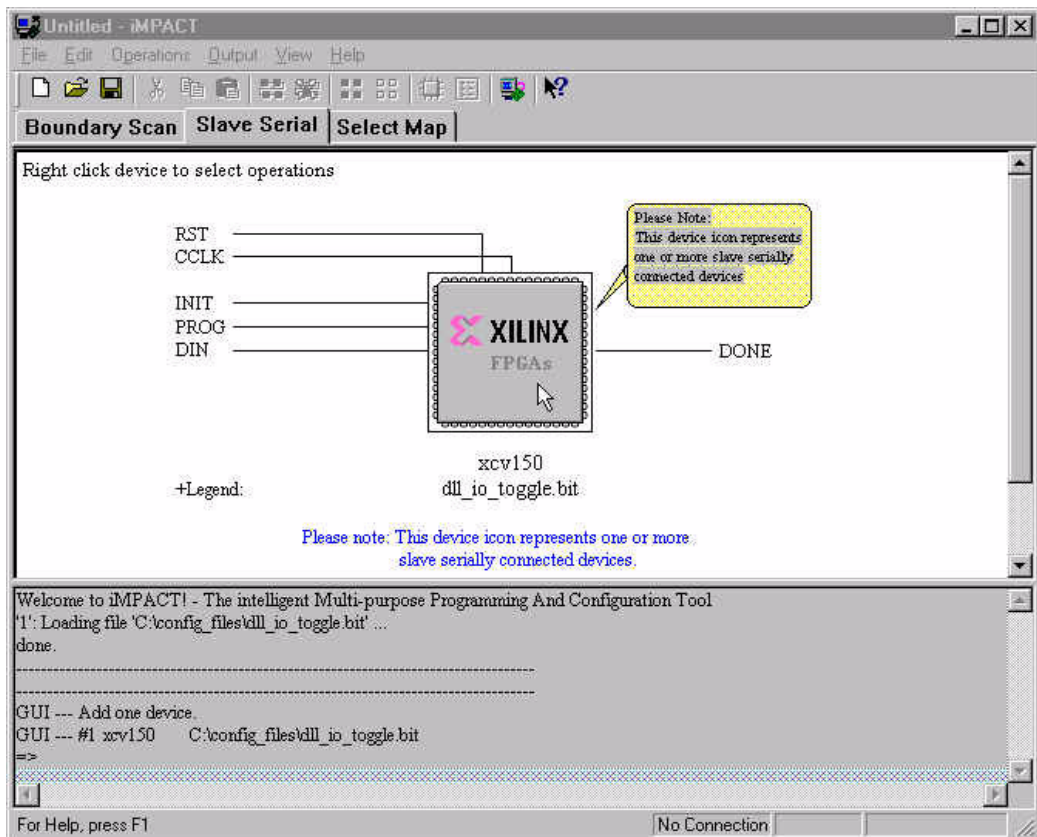 Untitled - iMPACT
File Edit Operations Output View Help
Boundary Scan Slave Serial Select Map
Right click device to select operations
Please Note:
This device icon represents
one or more slave serially
connected devices
RST
CCLK
INIT
PROG
DIN
XILINX
FPGAs
DONE
xcv150
+Legend:
dll_io_toggle.bit
Please note: This device icon represents one or more
slave serially connected devices.
Welcome to iMPACT! - The intelligent Multi-purpose Programming And Configuration Tool
'1': Loading file 'C:\config_files\dll_io_toggle.bit' ...
done.
----------------------------------------------------------------------
----------------------------------------------------------------------
GUI --- Add one device.
GUI --- #1 xcv150 C:\config_files\dll_io_toggle.bit
=>
For Help, press F1
No Connection